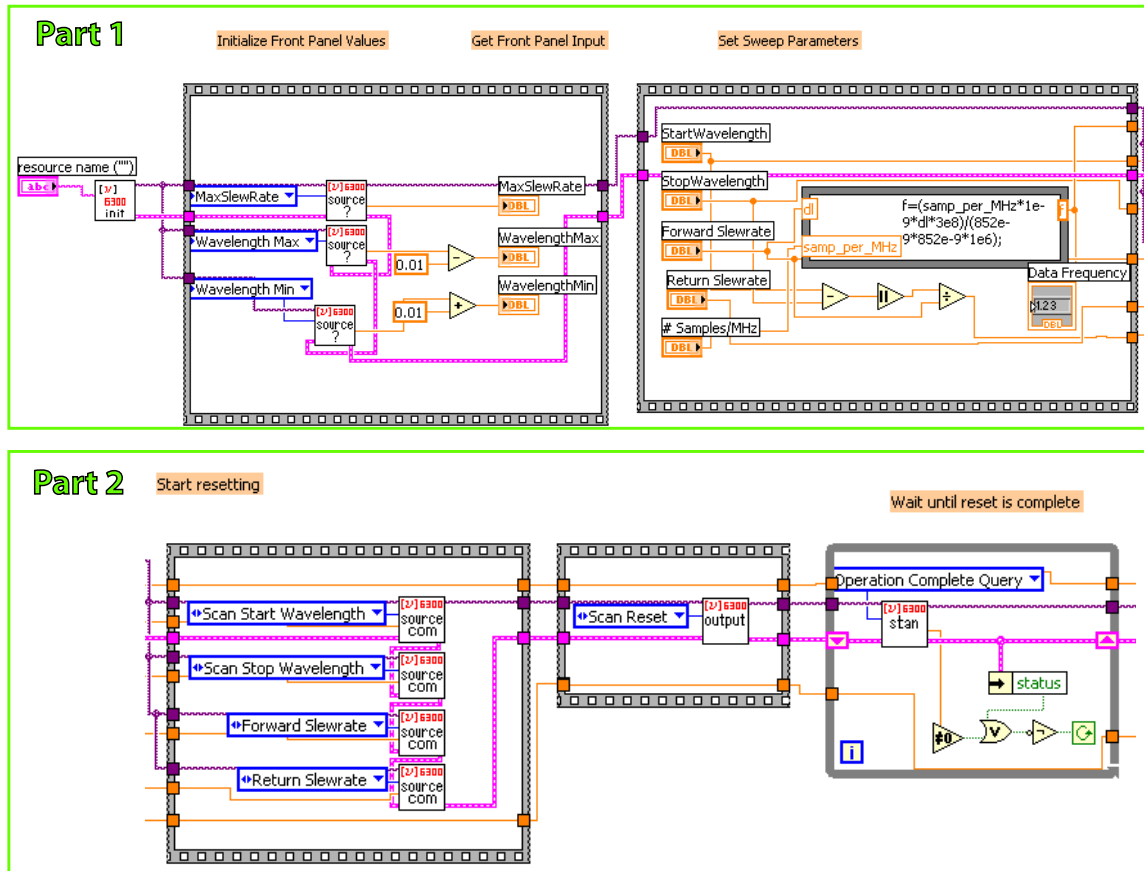 Part 1
Initialize Front Panel Values
Get Front Panel Input
Set Sweep Parameters
resource name ("")
abc
6300
init
MaxSlewRate
6300
source
?
MaxSlewRate
DBL
Wavelength Max
6300
source
?
0.01
-
WavelengthMax
DBL
Wavelength Min
6300
source
?
0.01
+
WavelengthMin
DBL
StartWavelength
DBL
StopWavelength
DBL
Forward Slewrate
DBL
Return Slewrate
DBL
# Samples/MHz
DBL
dl
samp_per_MHz
f=(samp_per_MHz*1e-
9*dl*3e8)/(852e-
9*852e-9*1e6);
f
Data Frequency
1.23
DBL
-
||
÷
Part 2
Start resetting
Wait until reset is complete
Scan Start Wavelength
6300
source
com
Scan Stop Wavelength
6300
source
com
Forward Slewrate
6300
source
com
Return Slewrate
6300
source
com
Scan Reset
6300
output
Operation Complete Query
6300
stan
status
≠0
V
¬
i